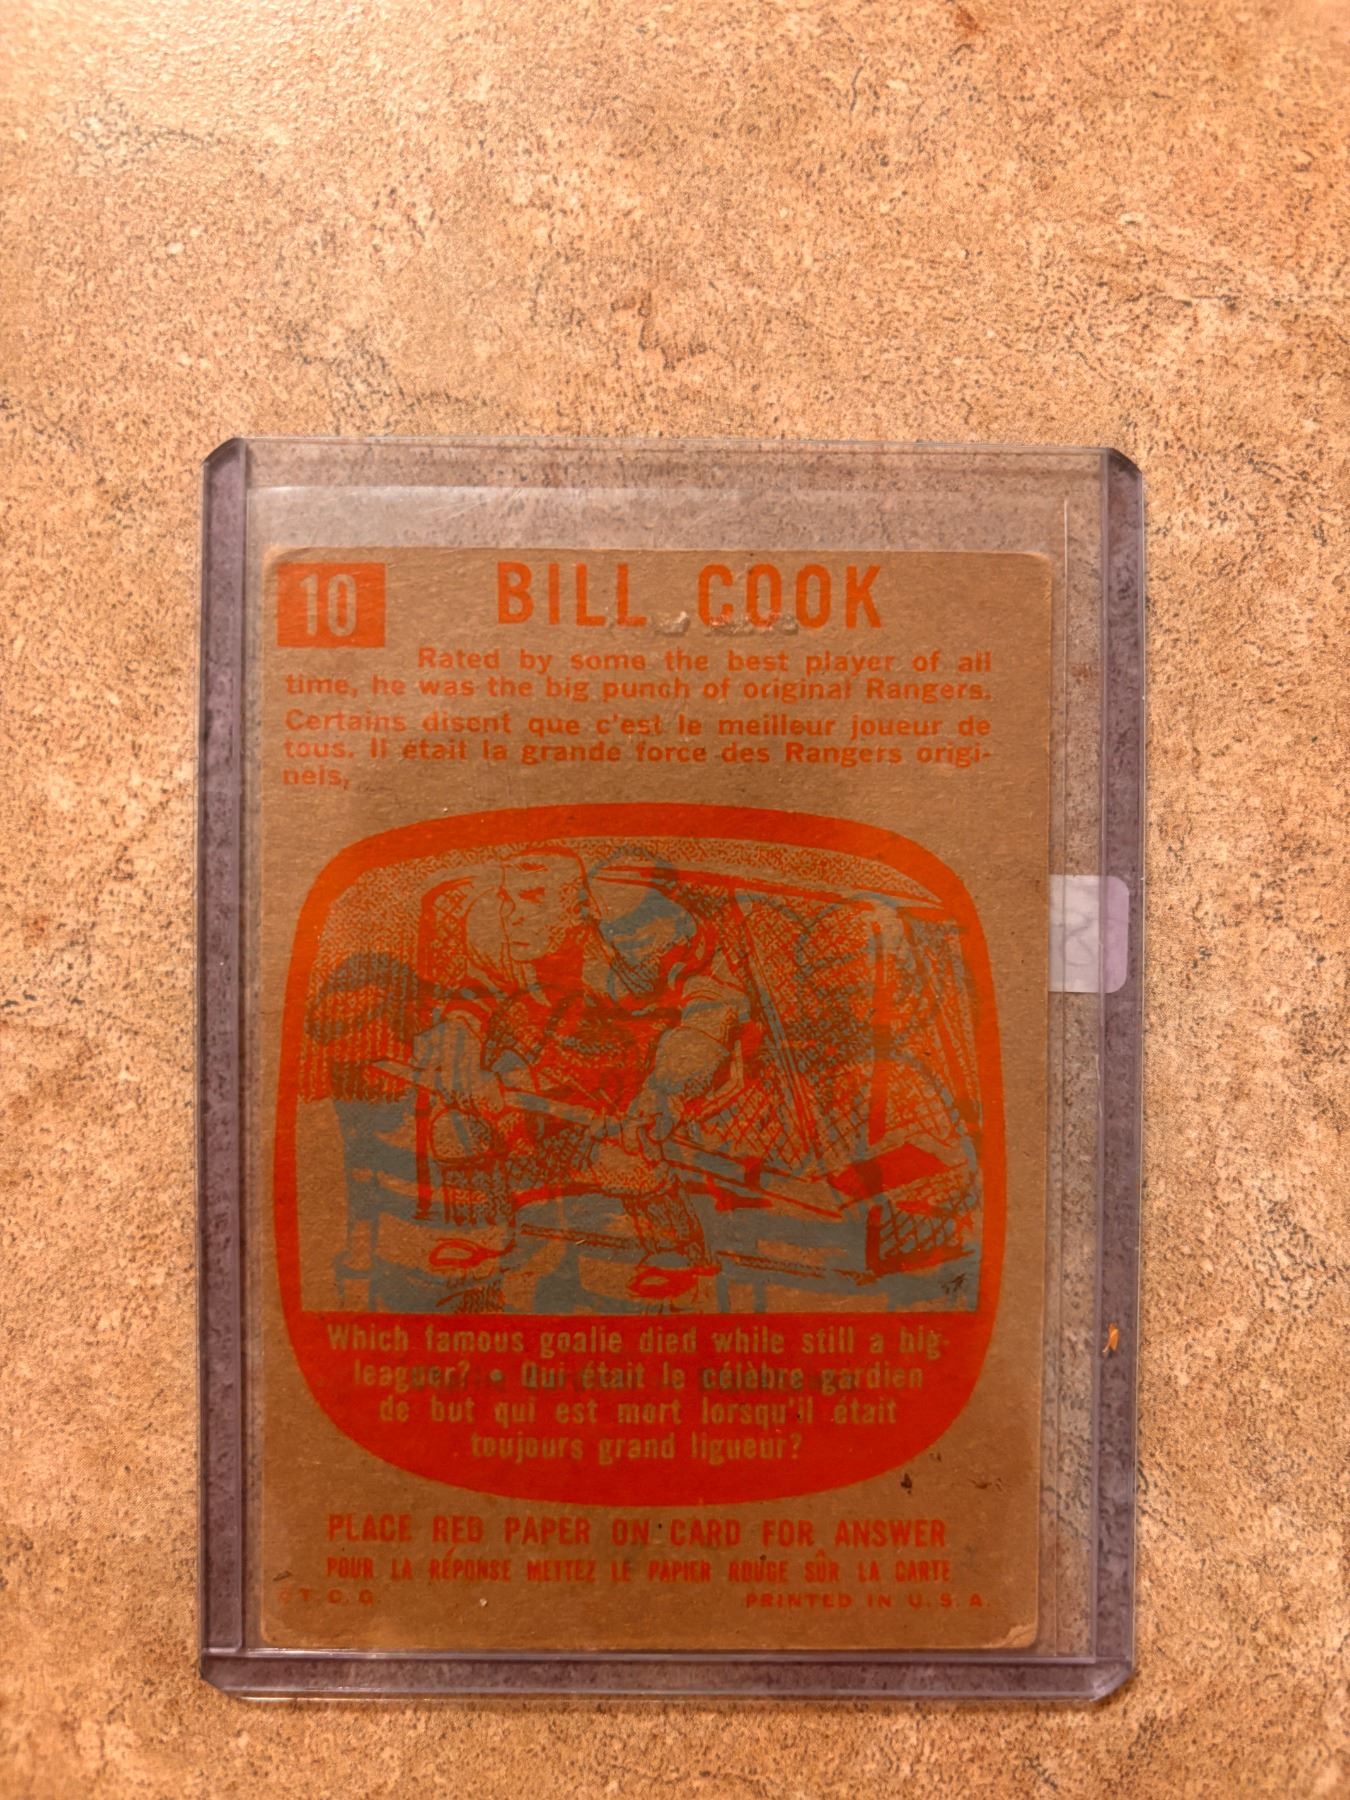 10
BILL COOK
Rated by some the best player of all
time, he was the big punch of original Rangers.
Certains disent que c'est le meilleur joueur de
tous. Il était la grande force des Rangers origi-
nels,
Which famous goalie died while still a big-
leaguer? • Qui était le célèbre gardien
de but qui est mort lorsqu'il était
toujours grand ligueur?
PLACE RED PAPER ON CARD FOR ANSWER
POUR LA RÉPONSE METTEZ LE PAPIER ROUGE SÛR LA CARTE
© T. C. G. PRINTED IN U. S. A.